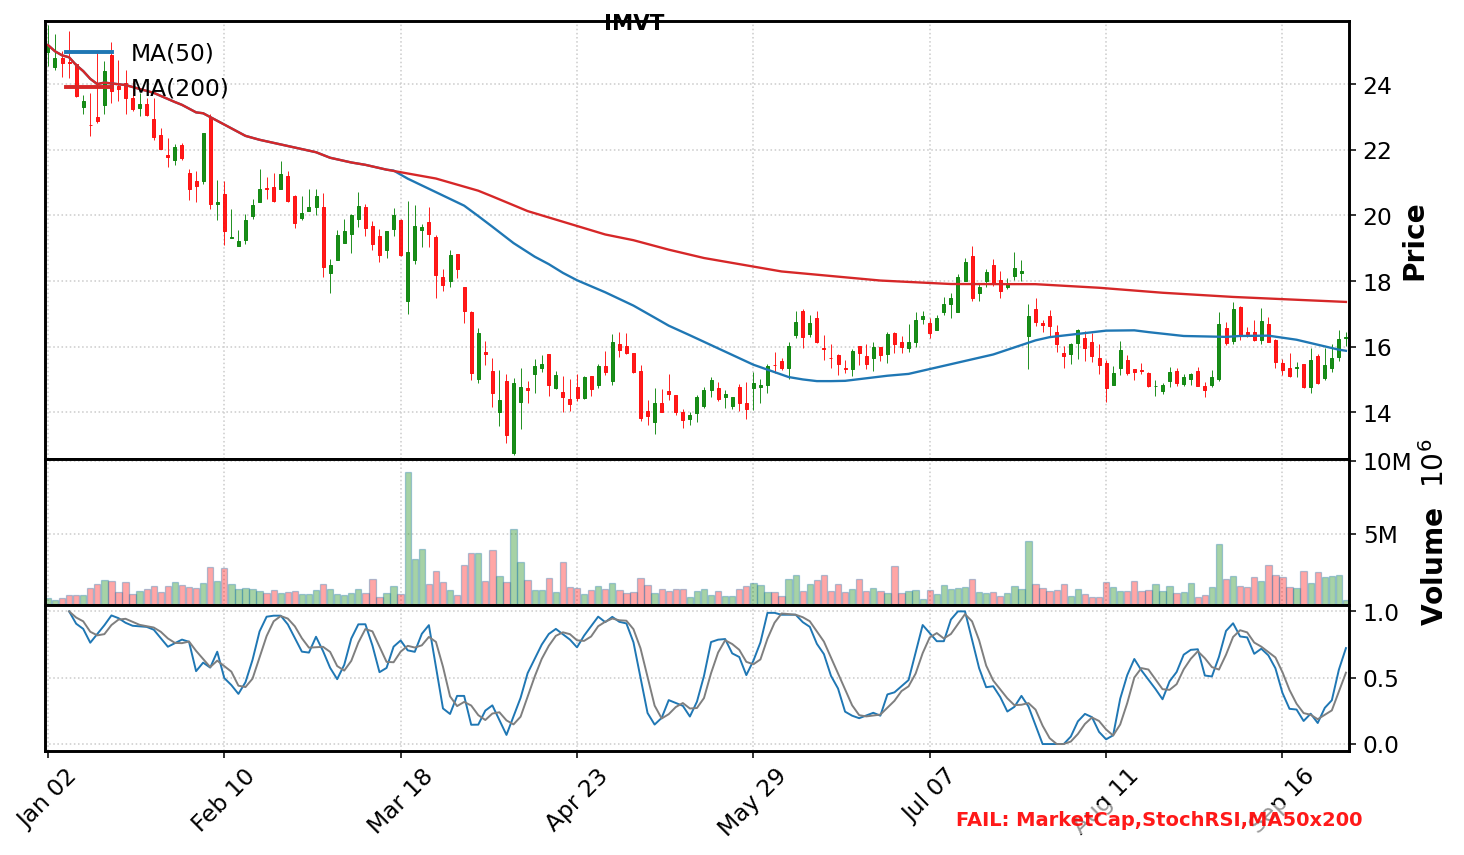 IMVT
MA(50)
MA(200)
24
22
20
18
16
14
Price
10M
5M
Volume 10^6
1.0
0.5
0.0
Jan 02
Feb 10
Mar 18
Apr 23
May 29
Jul 07
Aug 11
Sep 16
FAIL: MarketCap,StochRSI,MA50x200